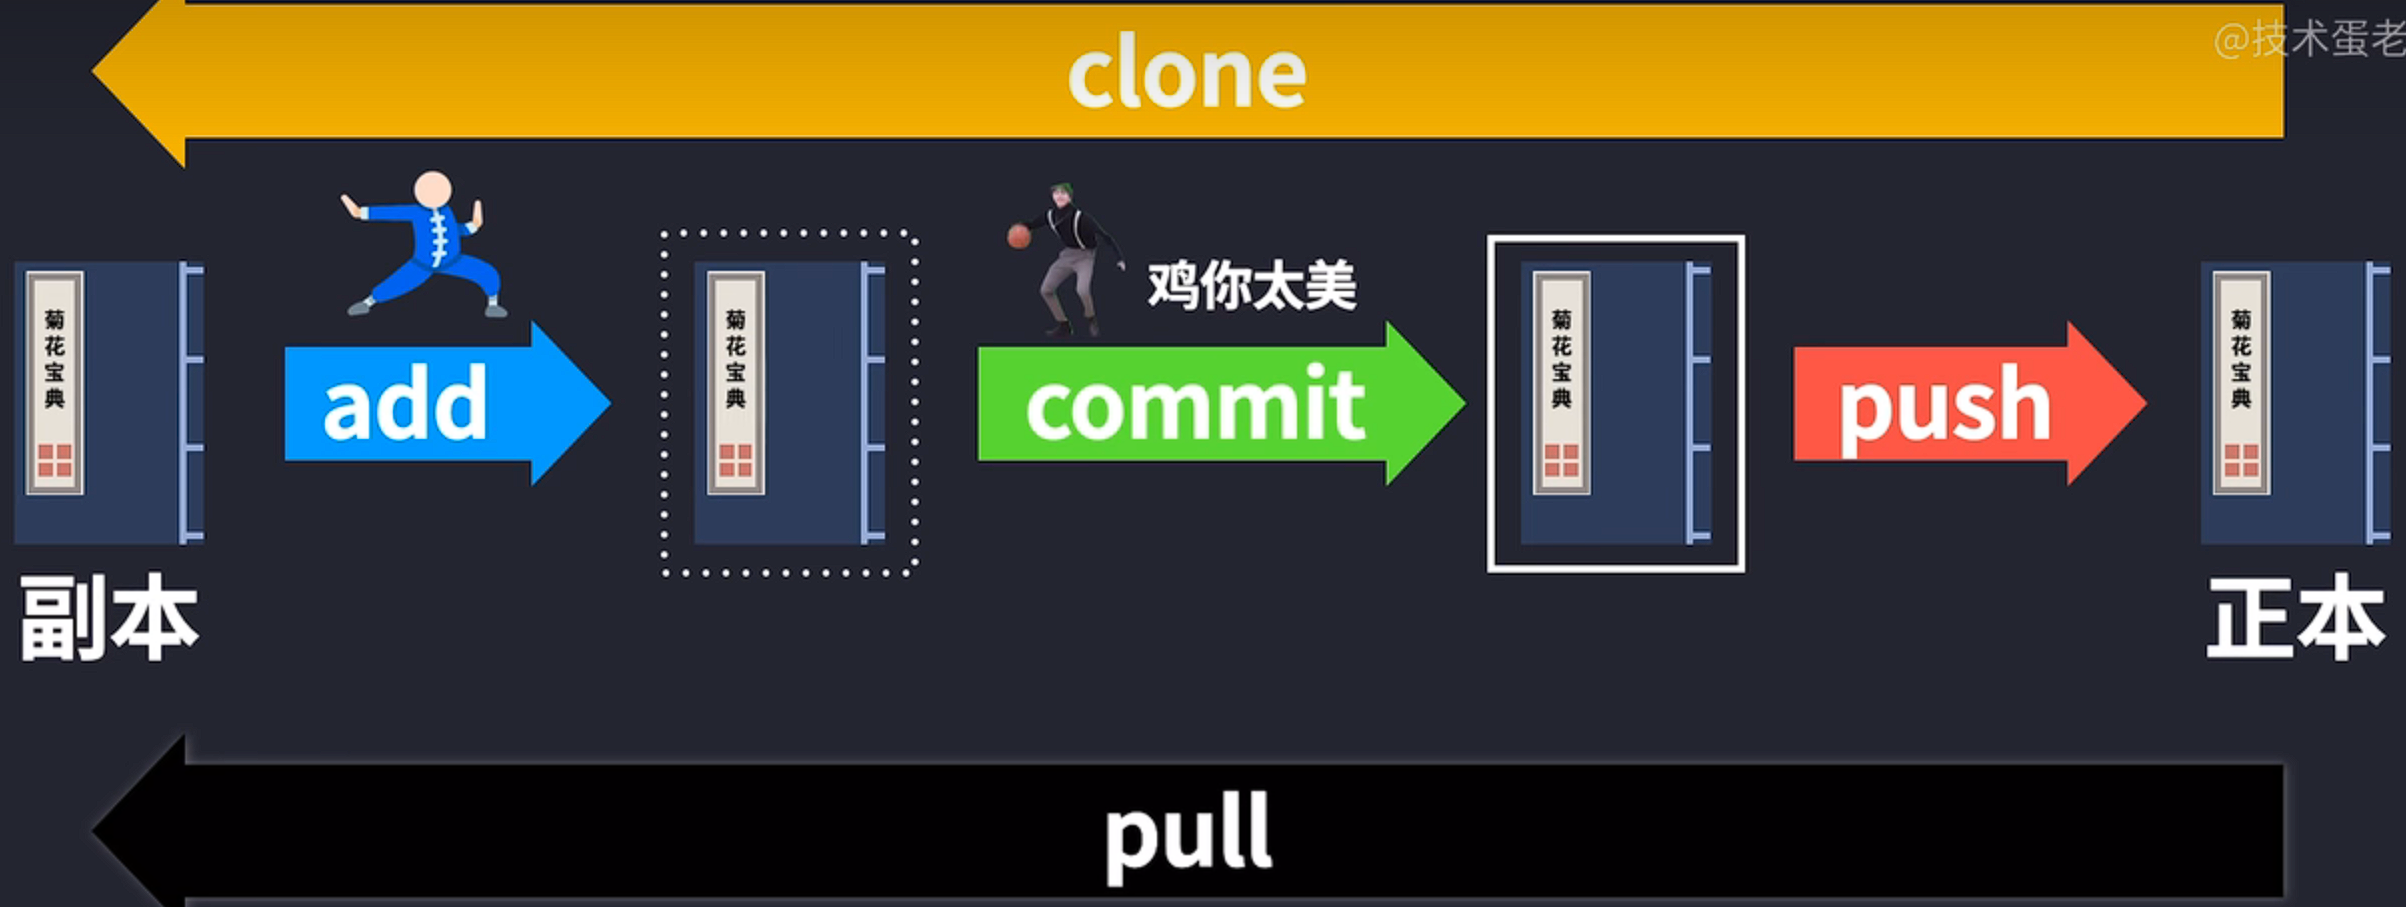 clone
@技术蛋老
鸡你太美
菊花宝典
add
菊花宝典
commit
菊花宝典
push
菊花宝典
副本
正本
pull